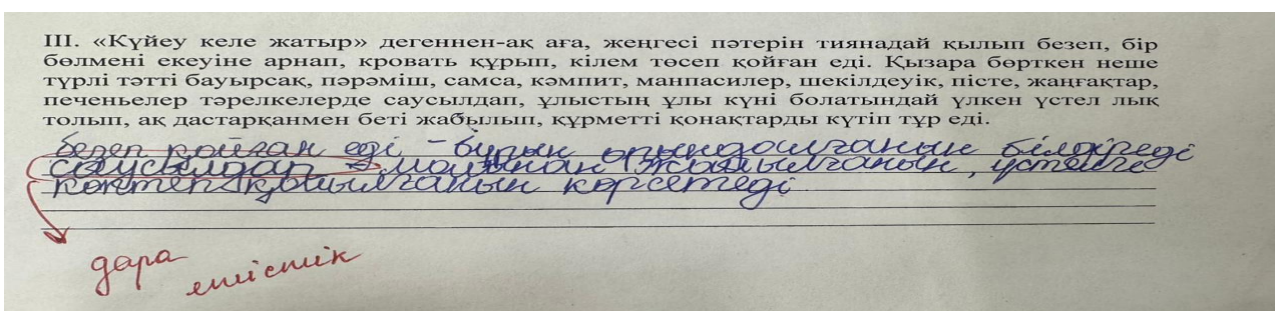 III. «Күйеу келе жатыр» дегеннен-ақ аға, жеңгесі пәтерін тиянадай қылып безеп, бір
бөлмені екеуіне арнап, кровать құрып, кілем төсеп қойған еді. Қызара бөрткен неше
түрлі тәтті бауырсақ, пәрәміш, самса, кәмпит, манпасилер, шекілдеуік, пісте, жаңғақтар,
печеньелер тәрелкелерде саусылдап, ұлыстың ұлы күні болатындай үлкен үстел лық
толып, ақ дастарқанмен беті жабылып, құрметті қонақтарды күтіп тұр еді.
безеп қойған еді - бұрын орындалғанын білдіреді
саусылдап - молынан жайылғанын, үстелге
көптеп қойылғанын көрсетеді
дара
етістік